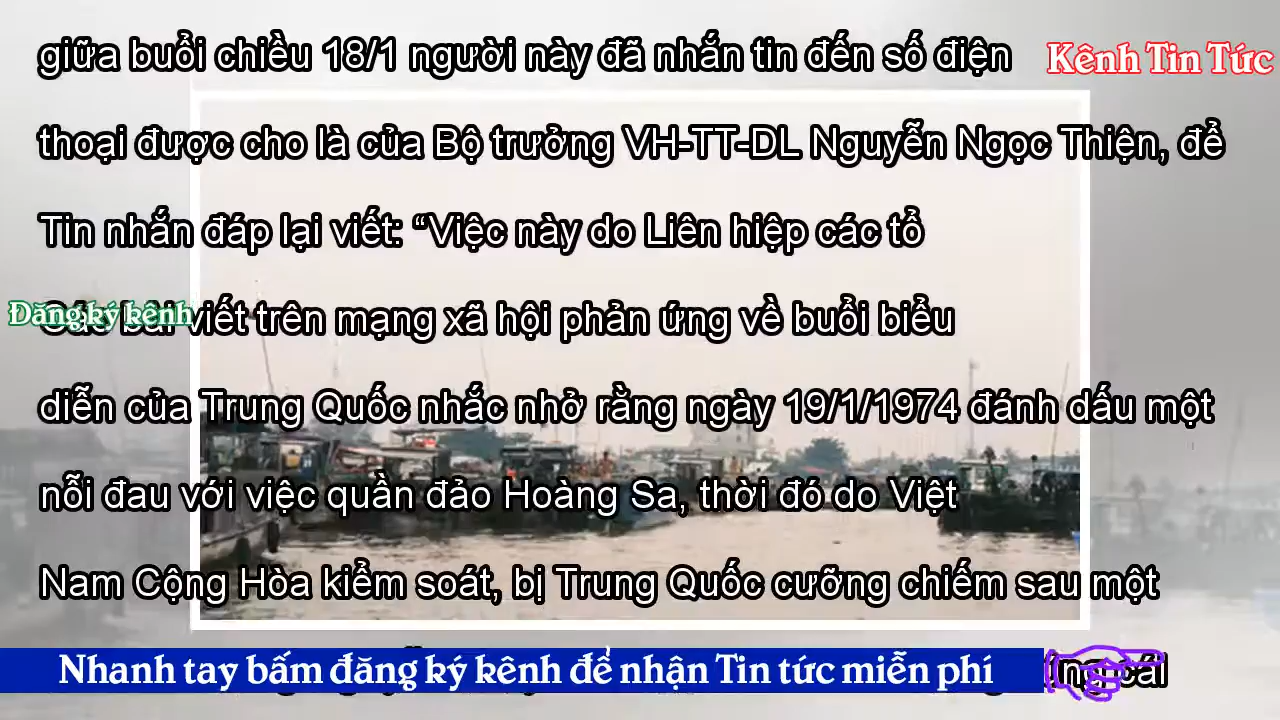 giữa buổi chiều 18/1 người này đã nhắn tin đến số điện
Kênh Tin Tức
thoại được cho là của Bộ trưởng VH-TT-DL Nguyễn Ngọc Thiện, để
Tin nhắn đáp lại viết: “Việc này do Liên hiệp các tổ
Đăng ký kênh
viết trên mạng xã hội phản ứng về buổi biểu
diễn của Trung Quốc nhắc nhở rằng ngày 19/1/1974 đánh dấu một
nỗi đau với việc quần đảo Hoàng Sa, thời đó do Việt
Nam Cộng Hòa kiểm soát, bị Trung Quốc cưỡng chiếm sau một
Nhanh tay bấm đăng ký kênh để nhận Tin tức miễn phí
cái